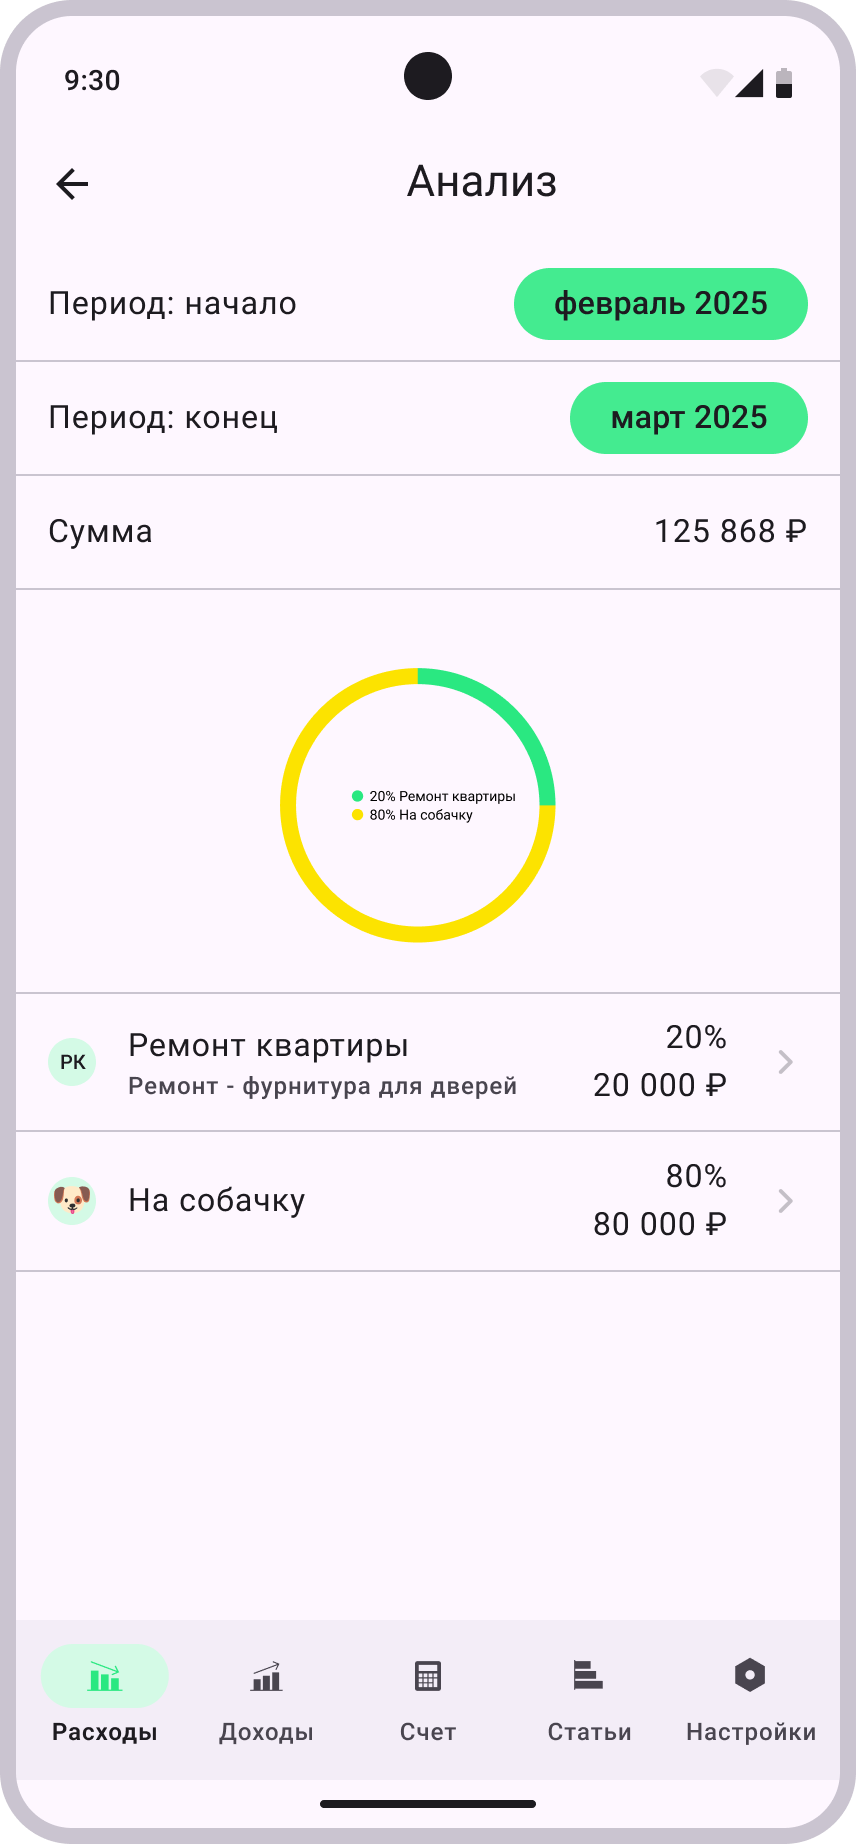 9:30
Анализ
Период: начало
февраль 2025
Период: конец
март 2025
Сумма
125 868 ₽
20% Ремонт квартиры
80% На собачку
РК
Ремонт квартиры
Ремонт - фурнитура для дверей
20%
20 000 ₽
На собачку
80%
80 000 ₽
Расходы
Доходы
Счет
Статьи
Настройки